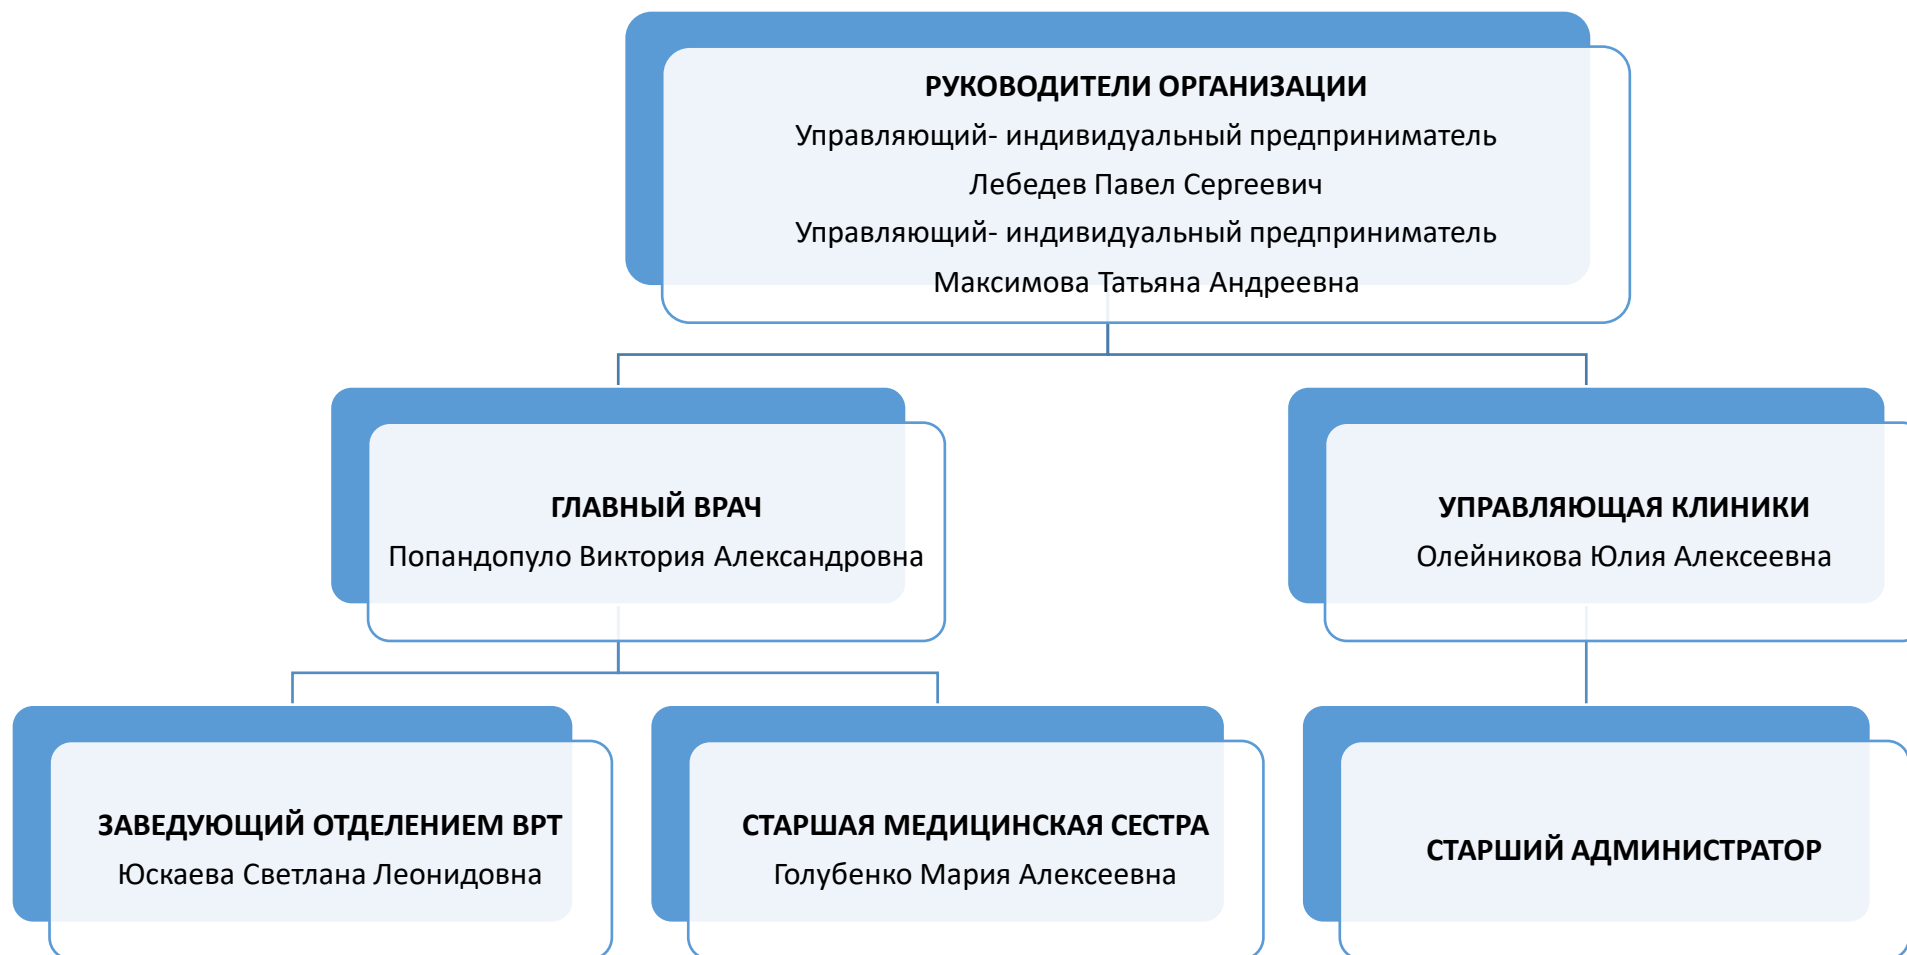 РУКОВОДИТЕЛИ ОРГАНИЗАЦИИ
Управляющий- индивидуальный предприниматель
Лебедев Павел Сергеевич
Управляющий- индивидуальный предприниматель
Максимова Татьяна Андреевна
ГЛАВНЫЙ ВРАЧ
Попандопуло Виктория Александровна
УПРАВЛЯЮЩАЯ КЛИНИКИ
Олейникова Юлия Алексеевна
ЗАВЕДУЮЩИЙ ОТДЕЛЕНИЕМ ВРТ
Юскаева Светлана Леонидовна
СТАРШАЯ МЕДИЦИНСКАЯ СЕСТРА
Голубенко Мария Алексеевна
СТАРШИЙ АДМИНИСТРАТОР